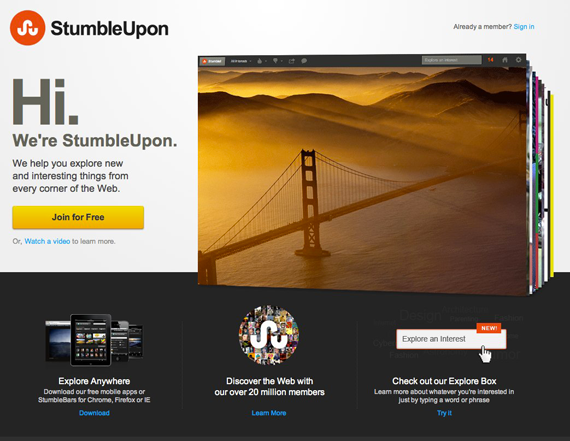 StumbleUpon
Already a member? Sign in
Explore an Interest
Hi.
We're StumbleUpon.
We help you explore new
and interesting things from
every corner of the Web.
Join for Free
Or, Watch a video to learn more.
NEW!
Explore an Interest
Explore Anywhere
Download our free mobile apps or
StumbleBars for Chrome, Firefox or IE
Download
Discover the Web with
our over 20 million members
Learn More
Check out our Explore Box
Learn more about whatever you're interested in
just by typing a word or phrase
Try it